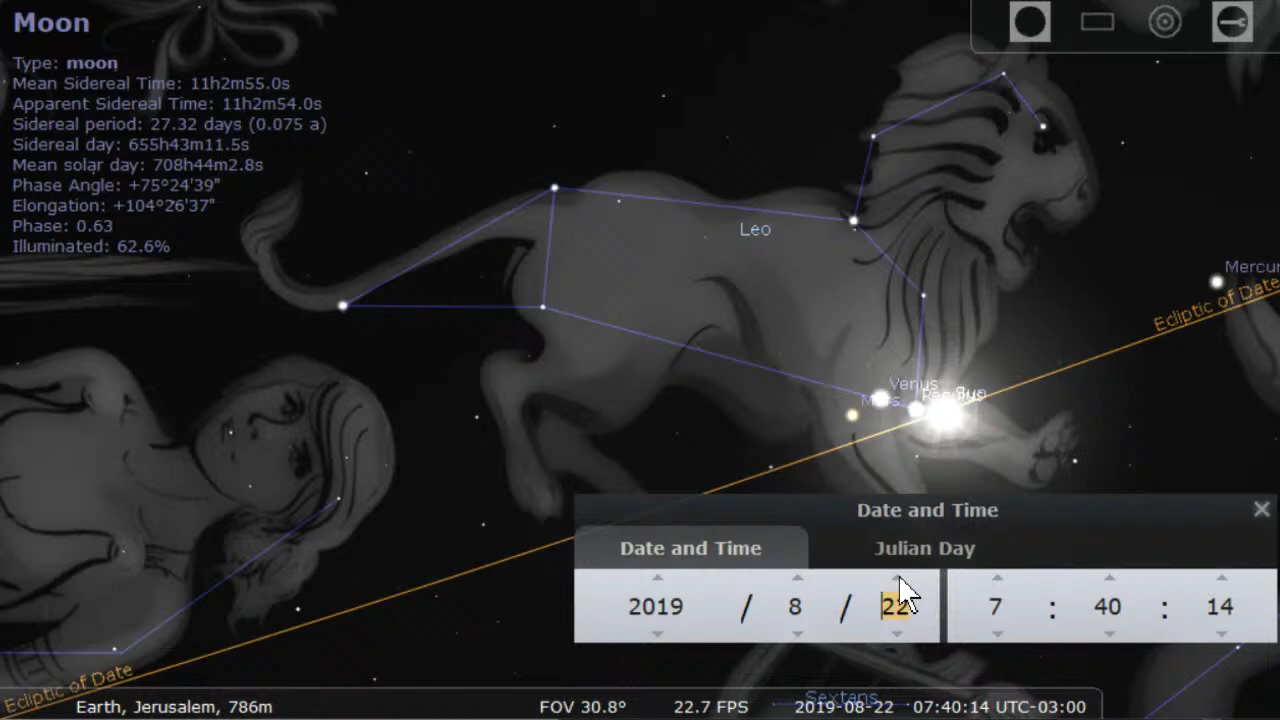 Moon
Type: moon
Mean Sidereal Time: 11h2m55.0s
Apparent Sidereal Time: 11h2m54.0s
Sidereal period: 27.32 days (0.075 a)
Sidereal day: 655h43m11.5s
Mean solar day: 708h44m2.8s
Phase Angle: +75°24'39"
Elongation: +104°26'37"
Phase: 0.63
Illuminated: 62.6%
Leo
Mercu
Ecliptic of Date
Venus
Mars
Sun
Date and Time
Date and Time
Julian Day
2019 / 8 / 22
7 : 40 : 14
Ecliptic of Date
Sextans
Earth, Jerusalem, 786m
FOV 30.8°
22.7 FPS
2019-08-22
07:40:14 UTC-03:00